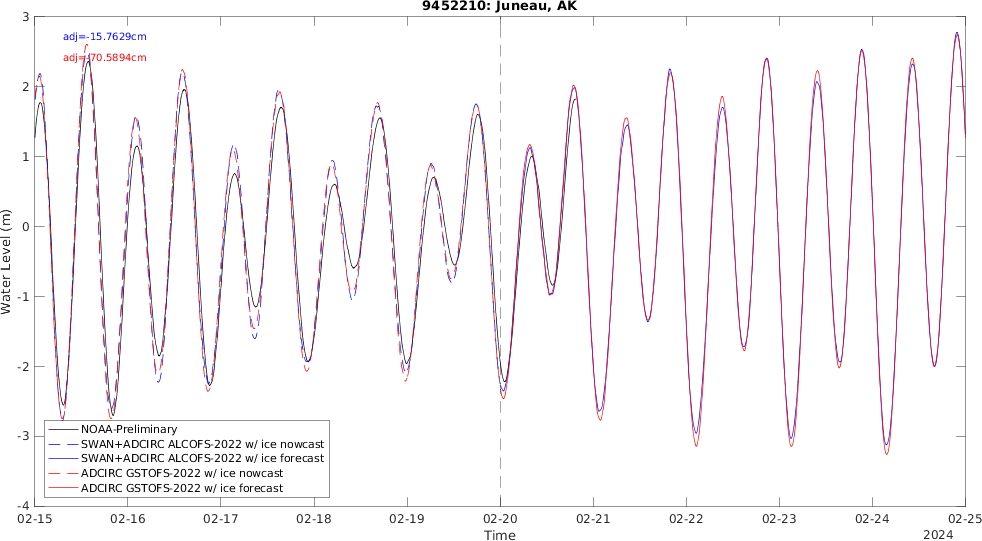 9452210: Juneau, AK
adj=-15.7629cm
adj=-70.5894cm
Water Level (m)
3
2
1
0
-1
-2
-3
-4
NOAA-Preliminary
SWAN+ADCIRC ALCOFS-2022 w/ ice nowcast
SWAN+ADCIRC ALCOFS-2022 w/ ice forecast
ADCIRC GSTOFS-2022 w/ ice nowcast
ADCIRC GSTOFS-2022 w/ ice forecast
02-15 02-16 02-17 02-18 02-19 02-20 02-21 02-22 02-23 02-24 02-25
Time
2024